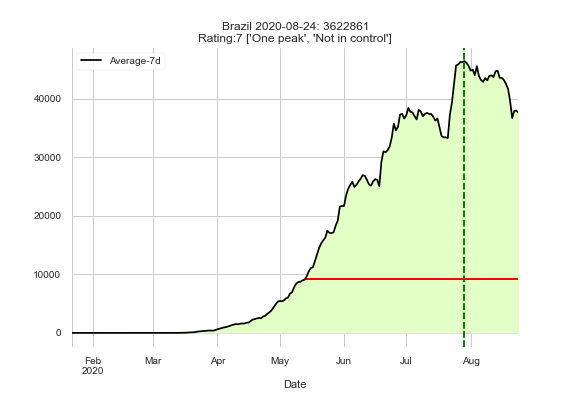 Brazil 2020-08-24: 3622861
Rating:7 ['One peak', 'Not in control']
Average-7d
40000
30000
20000
10000
0
Feb
2020
Mar
Apr
May
Jun
Jul
Aug
Date